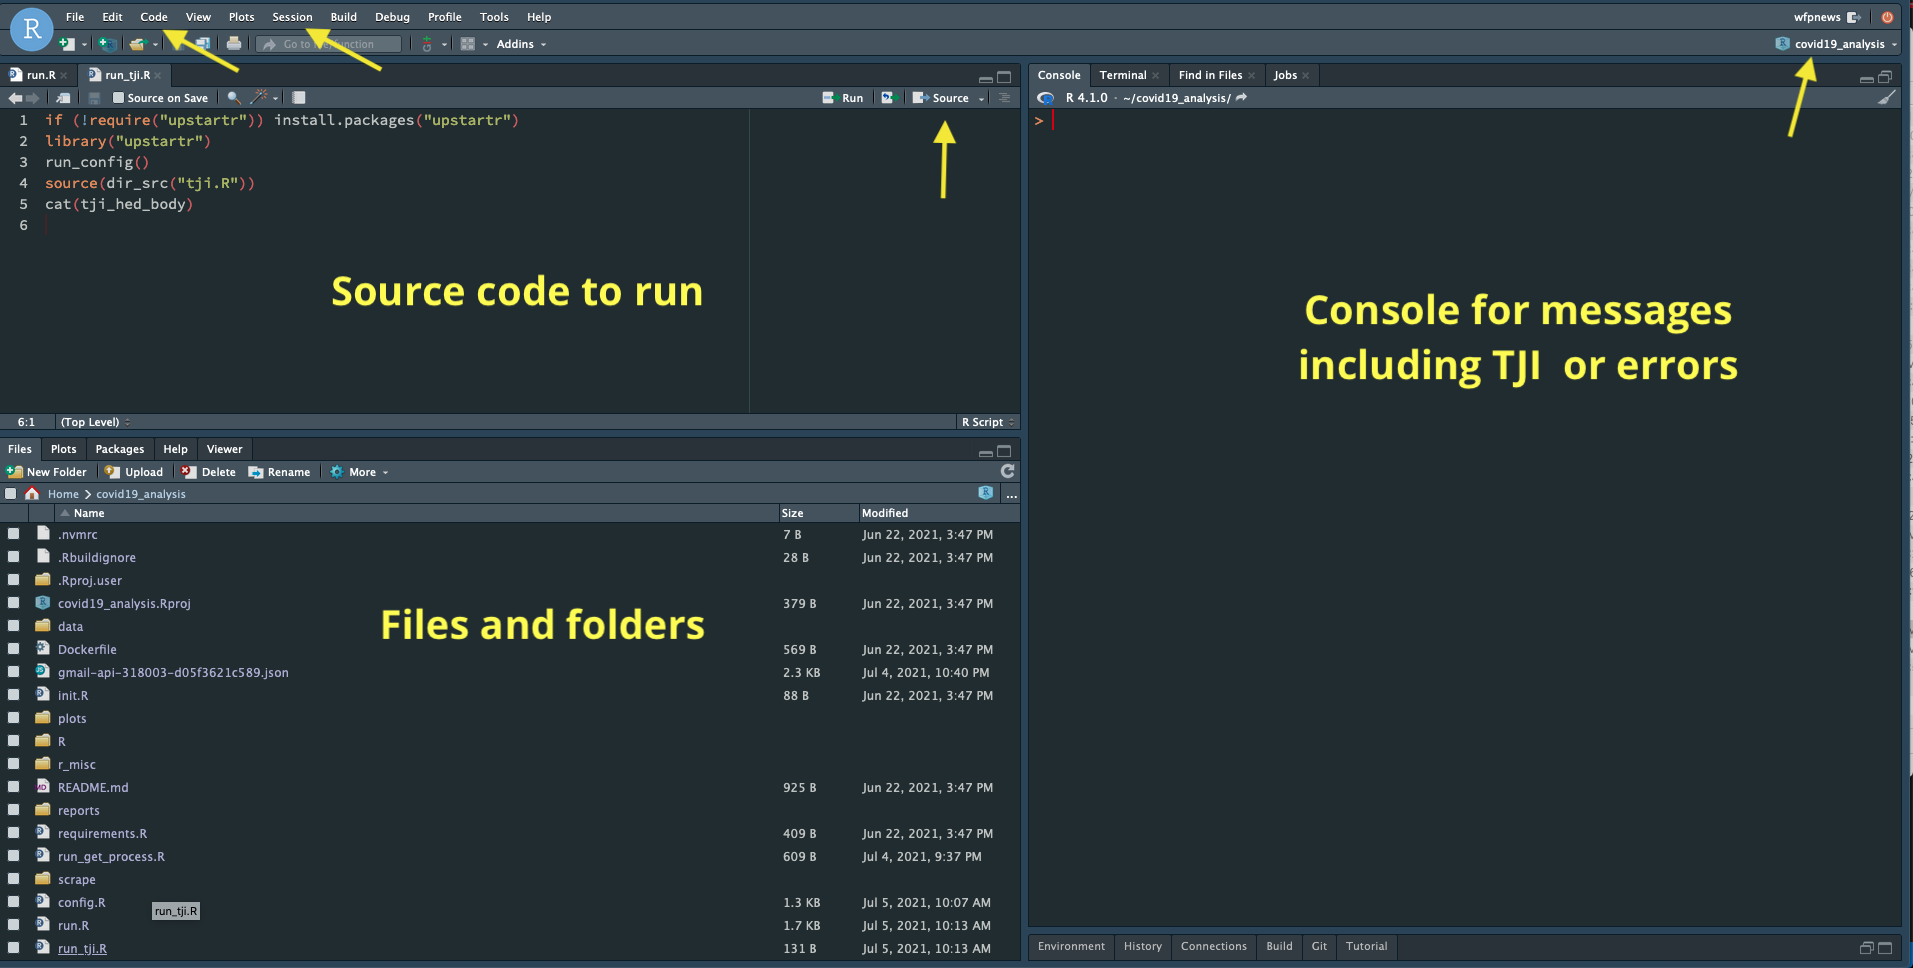 R File Edit Code View Plots Session Build Debug Profile Tools Help wfpnews
Addins covid19_analysis
run.R run_tji.R
Source on Save Run Source
1 if (!require("upstartr")) install.packages("upstartr")
2 library("upstartr")
3 run_config()
4 source(dir_src("tji.R"))
5 cat(tji_hed_body)
6
Source code to run
6:1 (Top Level) R Script
Console Terminal Find in Files Jobs
R 4.1.0 · ~/covid19_analysis/
>
Console for messages
including TJI or errors
Files Plots Packages Help Viewer
New Folder Upload Delete Rename More
Home covid19_analysis ...
Name Size Modified
.nvmrc 7 B Jun 22, 2021, 3:47 PM
.Rbuildignore 28 B Jun 22, 2021, 3:47 PM
.Rproj.user
covid19_analysis.Rproj 379 B Jun 22, 2021, 3:47 PM
Files and folders
data
Dockerfile 569 B Jun 22, 2021, 3:47 PM
gmail-api-318003-d05f3621c589.json 2.3 KB Jul 4, 2021, 10:40 PM
init.R 88 B Jun 22, 2021, 3:47 PM
plots
R
r_misc
README.md 925 B Jun 22, 2021, 3:47 PM
reports
requirements.R 409 B Jun 22, 2021, 3:47 PM
run_get_process.R 609 B Jul 4, 2021, 9:37 PM
scrape
config.R 1.3 KB Jul 5, 2021, 10:07 AM
run_tji.R
run.R 1.7 KB Jul 5, 2021, 10:13 AM
run_tji.R 131 B Jul 5, 2021, 10:13 AM
Environment History Connections Build Git Tutorial